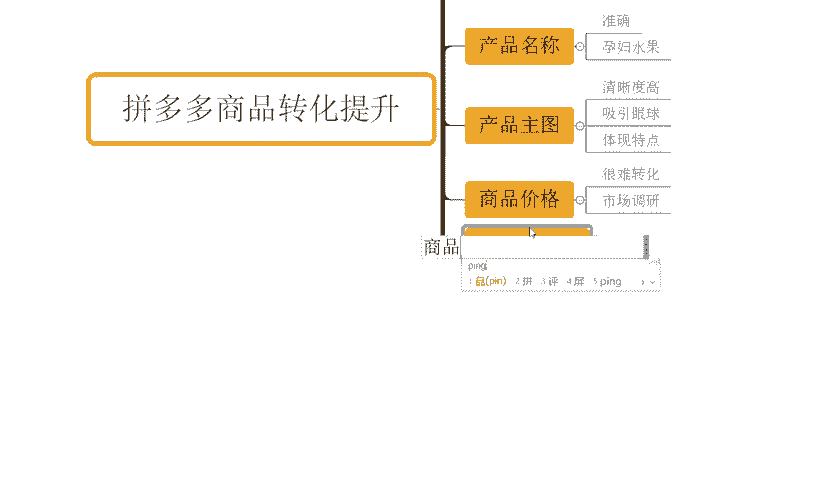 准确
产品名称
孕妇水果
拼多多商品转化提升
清晰度高
产品主图
吸引眼球
体现特点
很难转化
商品价格
市场调研
商品
ping
1 品(pin) 2 拼 3 评 4 屏 5 ping